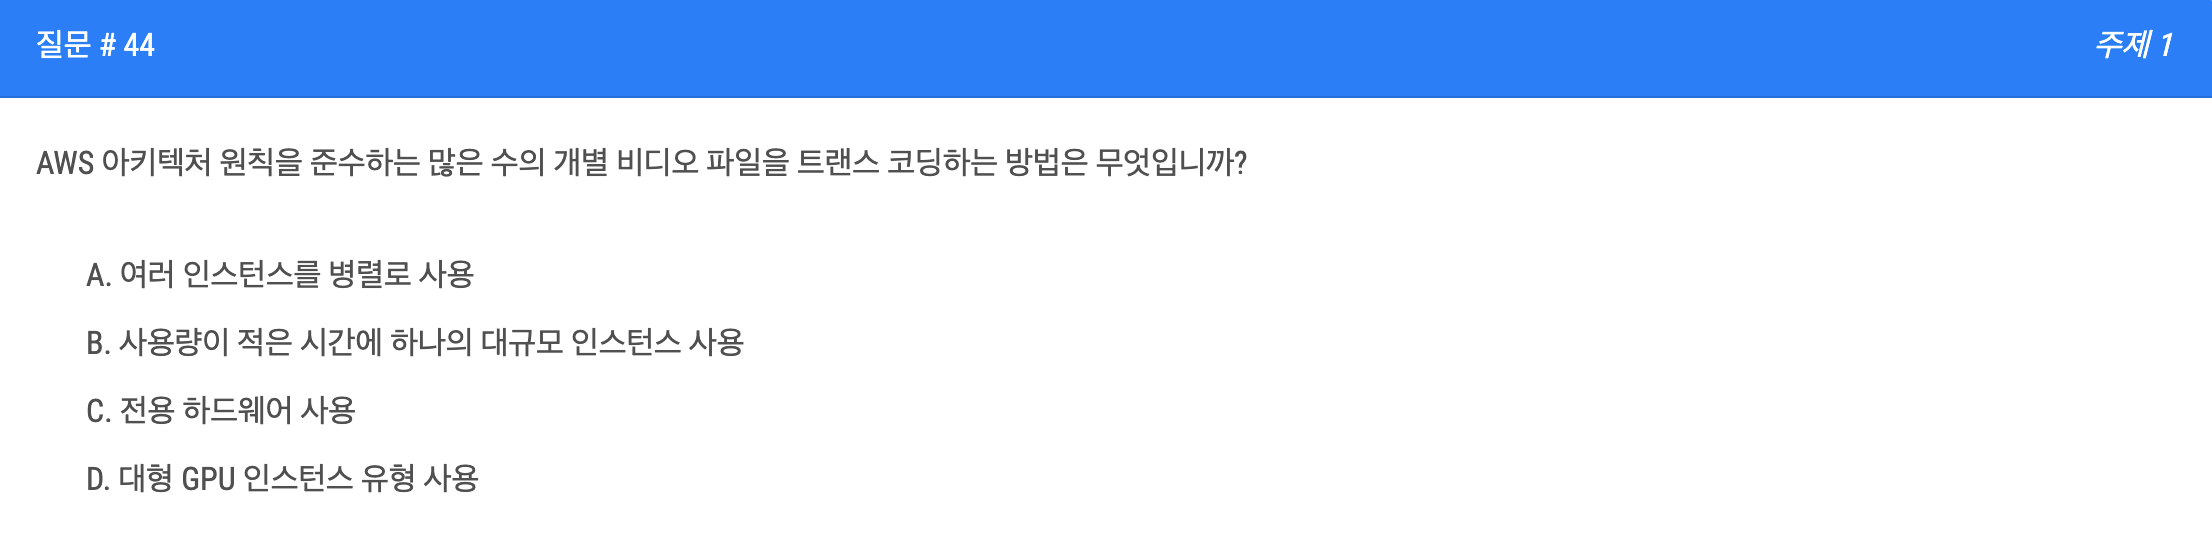 질문 # 44
주제 1
AWS 아키텍처 원칙을 준수하는 많은 수의 개별 비디오 파일을 트랜스 코딩하는 방법은 무엇입니까?
A. 여러 인스턴스를 병렬로 사용
B. 사용량이 적은 시간에 하나의 대규모 인스턴스 사용
C. 전용 하드웨어 사용
D. 대형 GPU 인스턴스 유형 사용